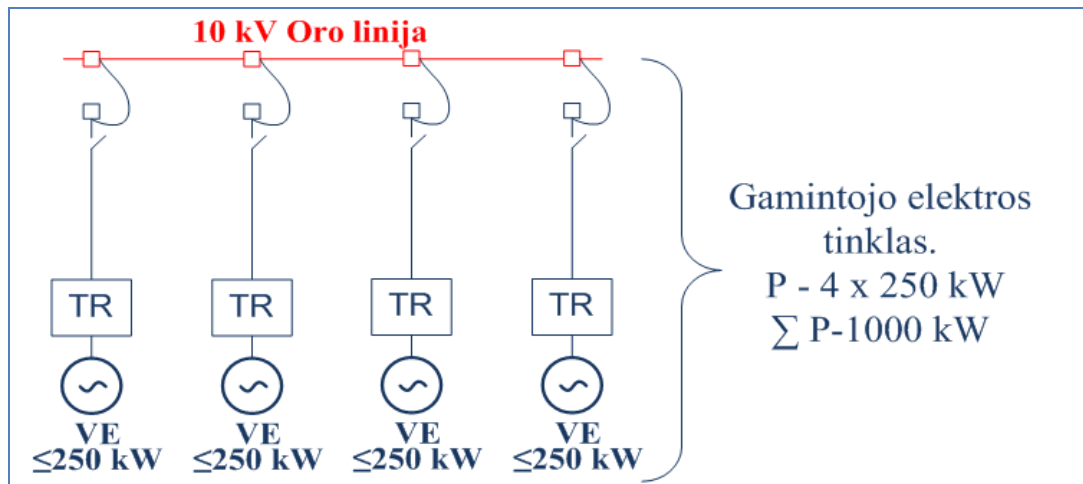 10 kV Oro linija
TR
TR
TR
TR
VE
≤250 kW
VE
≤250 kW
VE
≤250 kW
VE
≤250 kW
Gamintojo elektros
tinklas.
P - 4 x 250 kW
∑ P-1000 kW